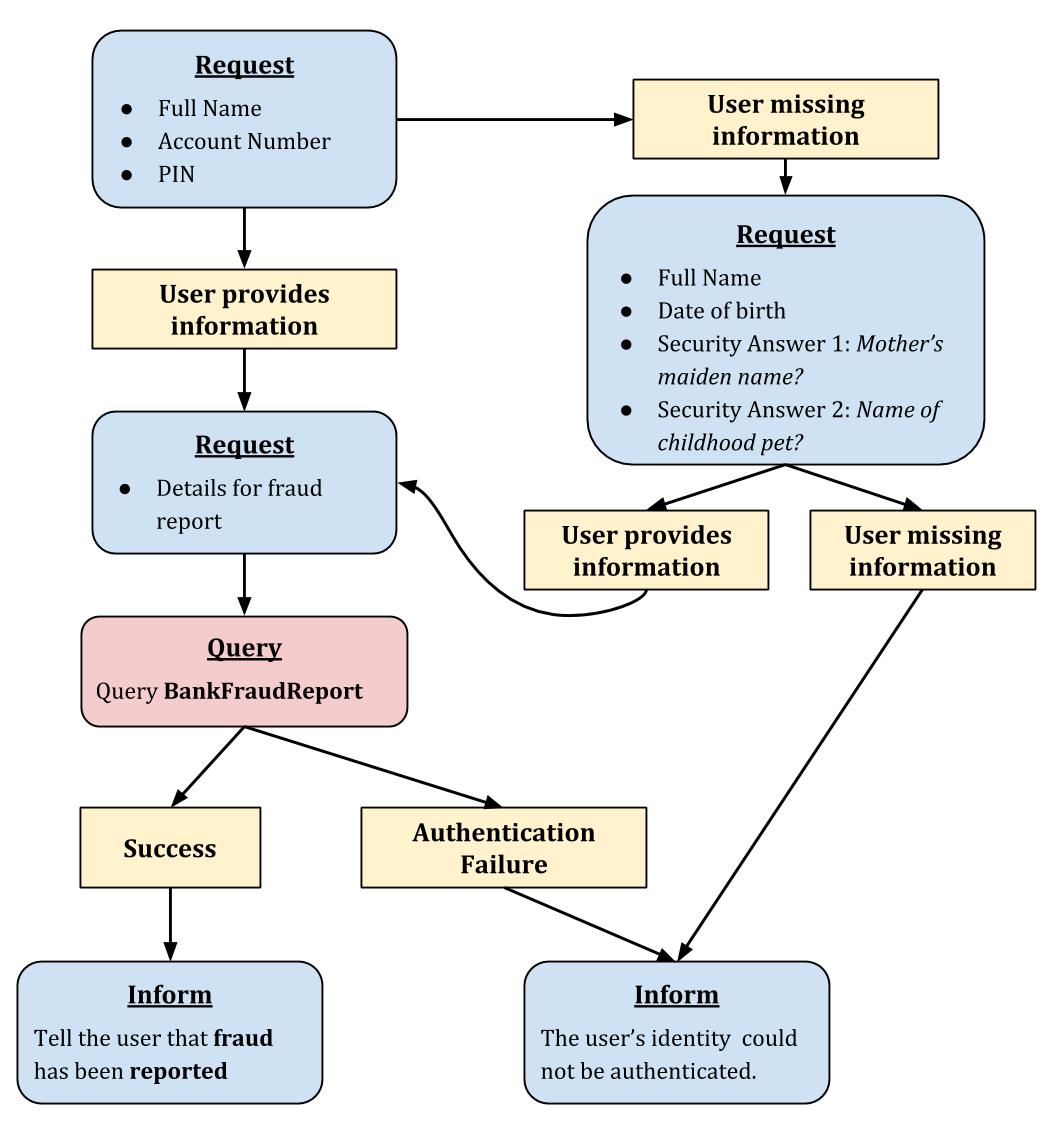 Request
● Full Name
● Account Number
● PIN
User missing
information
Request
● Full Name
● Date of birth
● Security Answer 1: Mother’s
maiden name?
● Security Answer 2: Name of
childhood pet?
User provides
information
Request
● Details for fraud
report
User provides
information
User missing
information
Query
Query BankFraudReport
Success
Authentication
Failure
Inform
Tell the user that fraud
has been reported
Inform
The user’s identity could
not be authenticated.